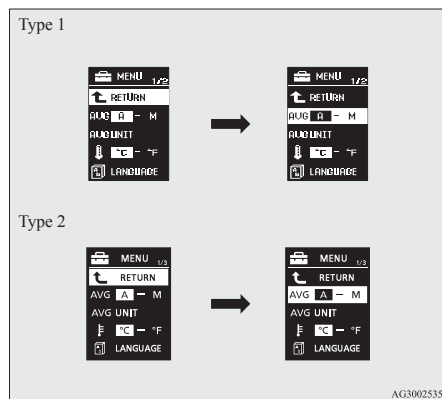 Type 1
MENU 1/2
RETURN
AVG A - M
AVG UNIT
°C - °F
LANGUAGE
MENU 1/2
RETURN
AVG A - M
AVG UNIT
°C - °F
LANGUAGE
Type 2
MENU 1/3
RETURN
AVG A - M
AVG UNIT
°C - °F
LANGUAGE
MENU 1/3
RETURN
AVG A - M
AVG UNIT
°C - °F
LANGUAGE
AG3002535